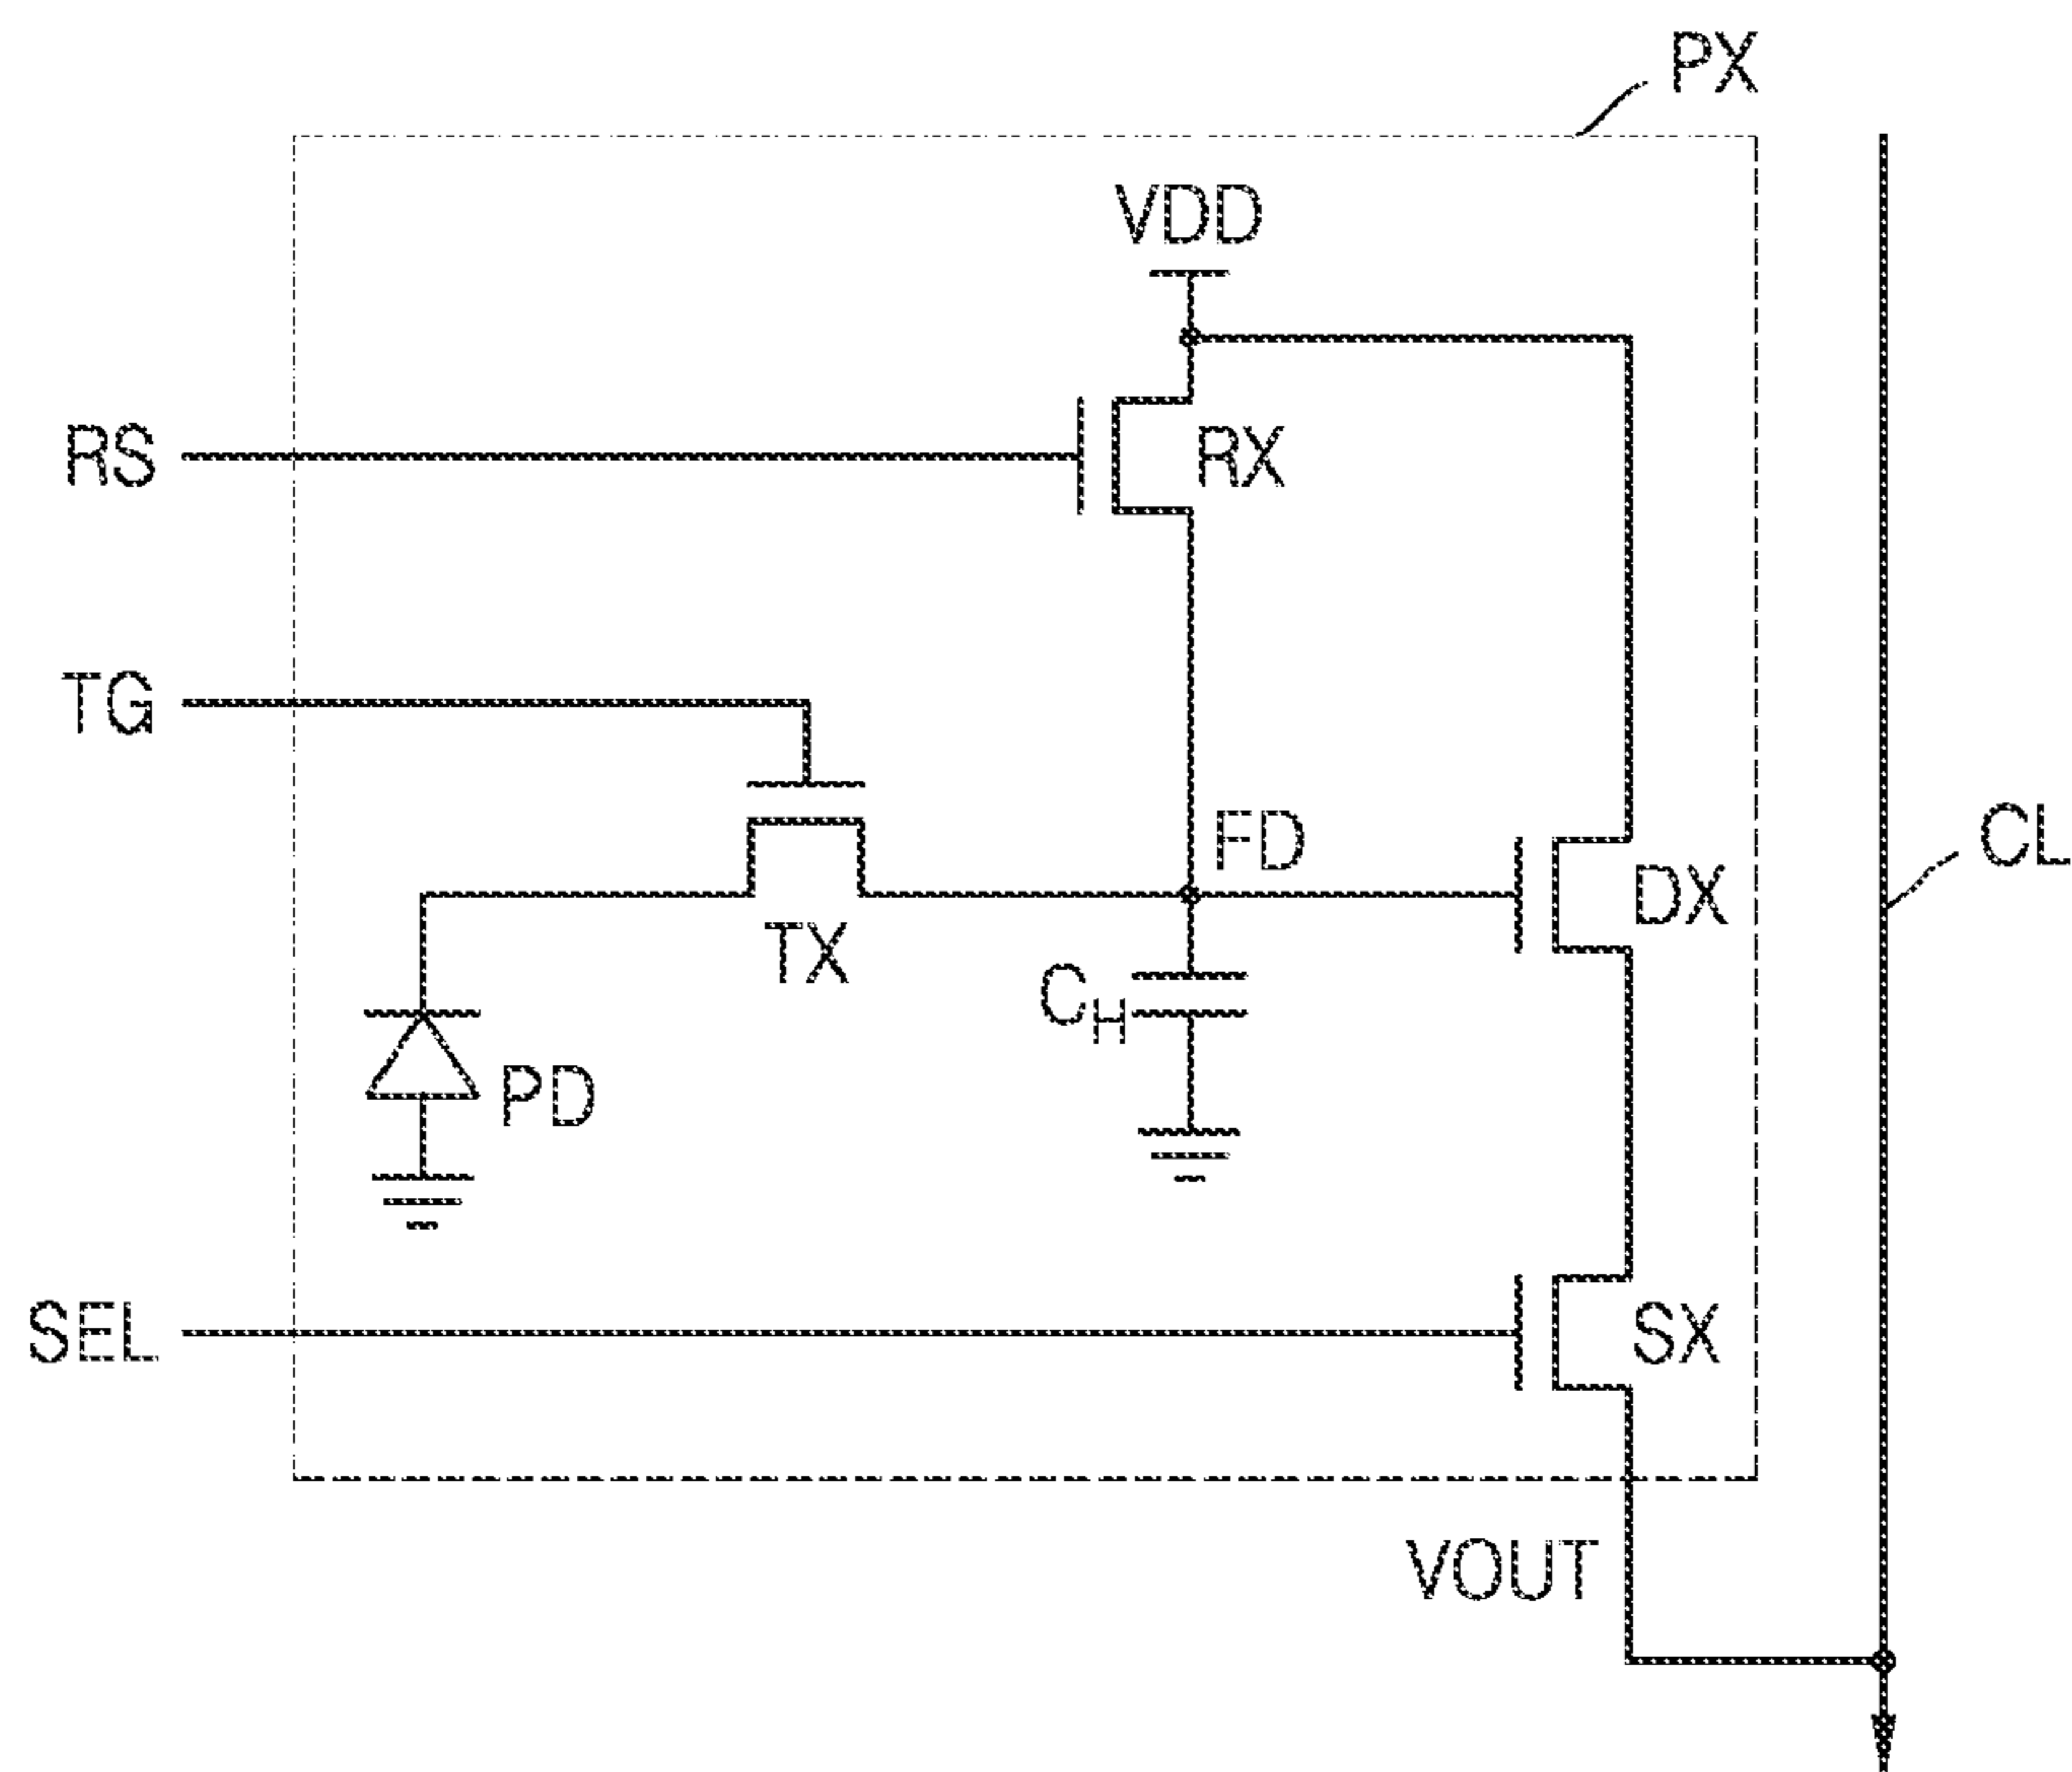 PX
VDD
RS
RX
TG
FD
CL
DX
TX
CH
PD
SEL
SX
VOUT